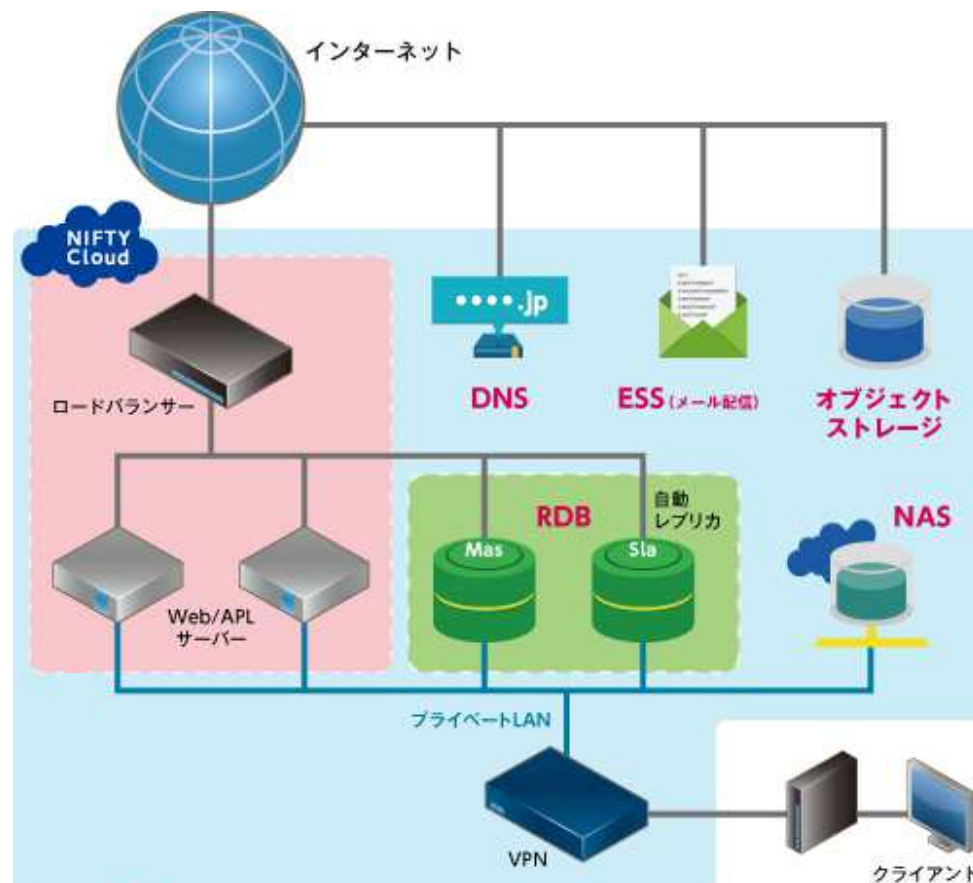 インターネット
NIFTY
Cloud
••••.jp
ロードバランサー
DNS
ESS(メール配信)
オブジェクト
ストレージ
RDB
自動
レプリカ
NAS
Mas
Sla
Web/APL
サーバー
プライベートLAN
VPN
クライアント